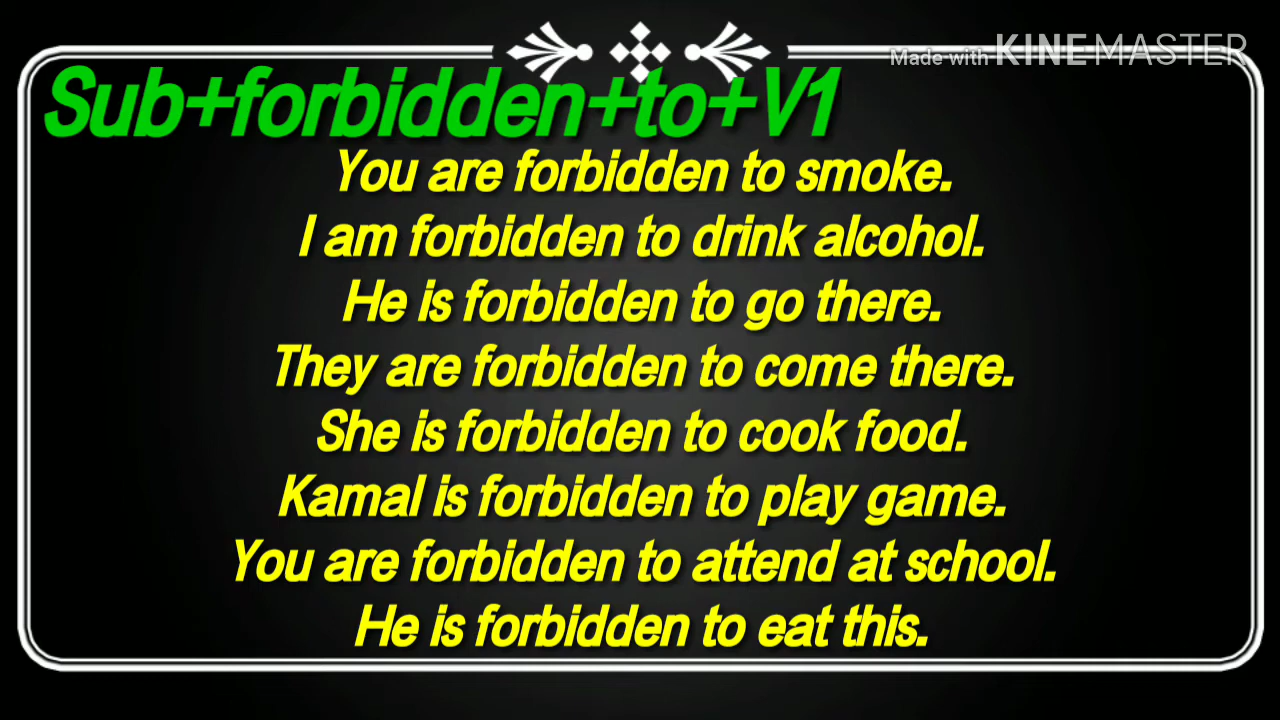 Made with KINEMASTER
Sub+forbidden+to+V1
You are forbidden to smoke.
I am forbidden to drink alcohol.
He is forbidden to go there.
They are forbidden to come there.
She is forbidden to cook food.
Kamal is forbidden to play game.
You are forbidden to attend at school.
He is forbidden to eat this.